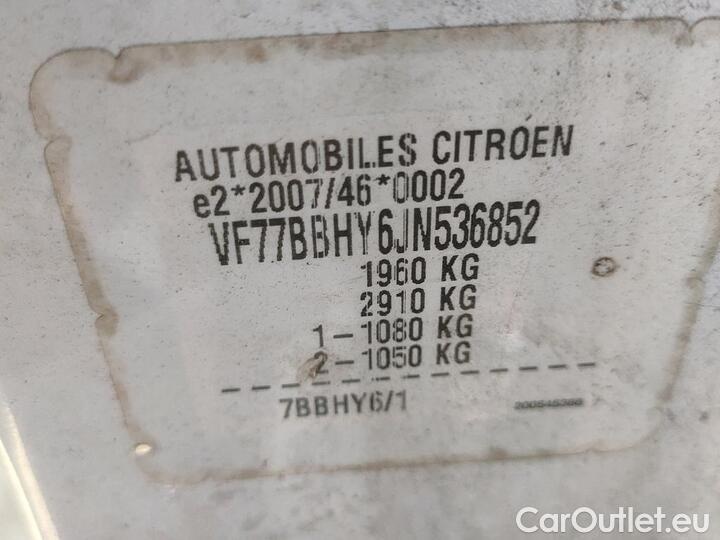 AUTOMOBILES CITROEN
e2*2007/46*0002
VF77BBHY6JN536852
1960 KG
2910 KG
1-1080 KG
2-1050 KG
7BBHY6/1
CarOutlet.eu